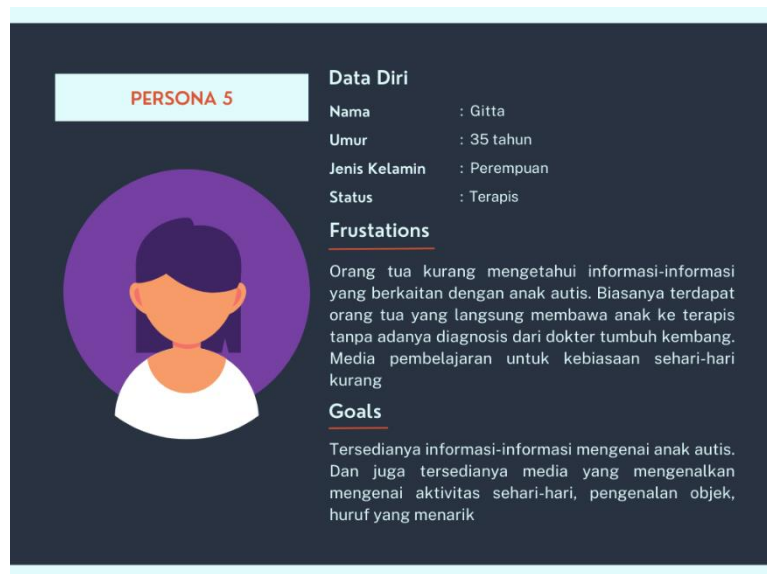 PERSONA 5
Data Diri
Nama : Gitta
Umur : 35 tahun
Jenis Kelamin : Perempuan
Status : Terapis
Frustations
Orang tua kurang mengetahui informasi-informasi
yang berkaitan dengan anak autis. Biasanya terdapat
orang tua yang langsung membawa anak ke terapis
tanpa adanya diagnosis dari dokter tumbuh kembang.
Media pembelajaran untuk kebiasaan sehari-hari
kurang
Goals
Tersedianya informasi-informasi mengenai anak autis.
Dan juga tersedianya media yang mengenalkan
mengenai aktivitas sehari-hari, pengenalan objek,
huruf yang menarik